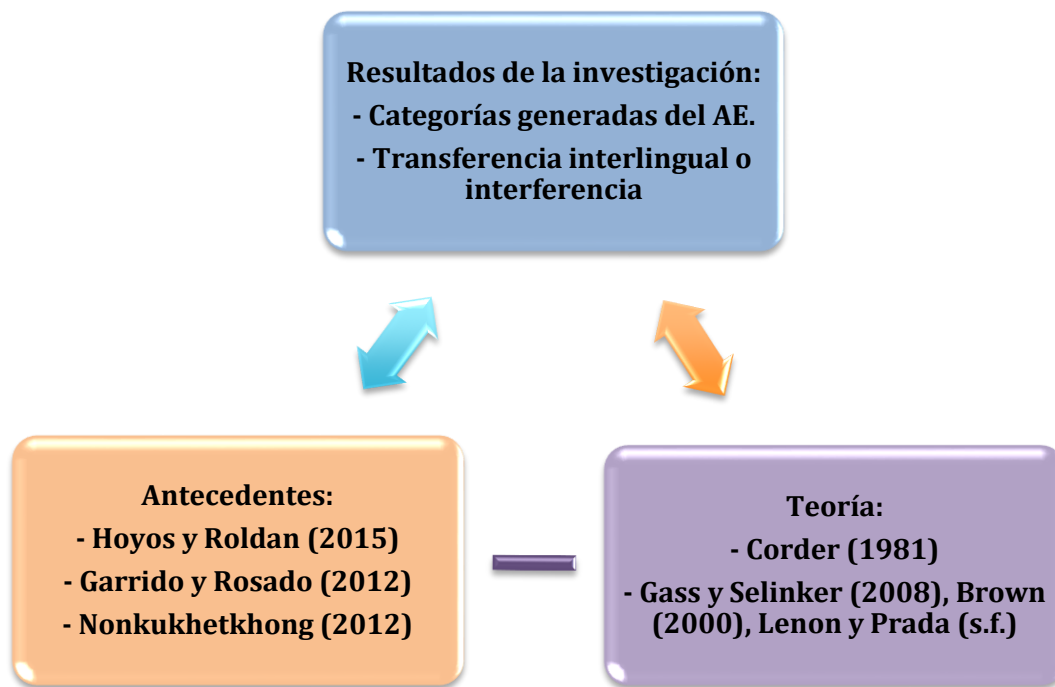 Resultados de la investigación:
- Categorías generadas del AE.
- Transferencia interlingual o
interferencia
Antecedentes:
- Hoyos y Roldan (2015)
- Garrido y Rosado (2012)
- Nonkukhetkhong (2012)
Teoría:
- Corder (1981)
- Gass y Selinker (2008), Brown
(2000), Lenon y Prada (s.f.)